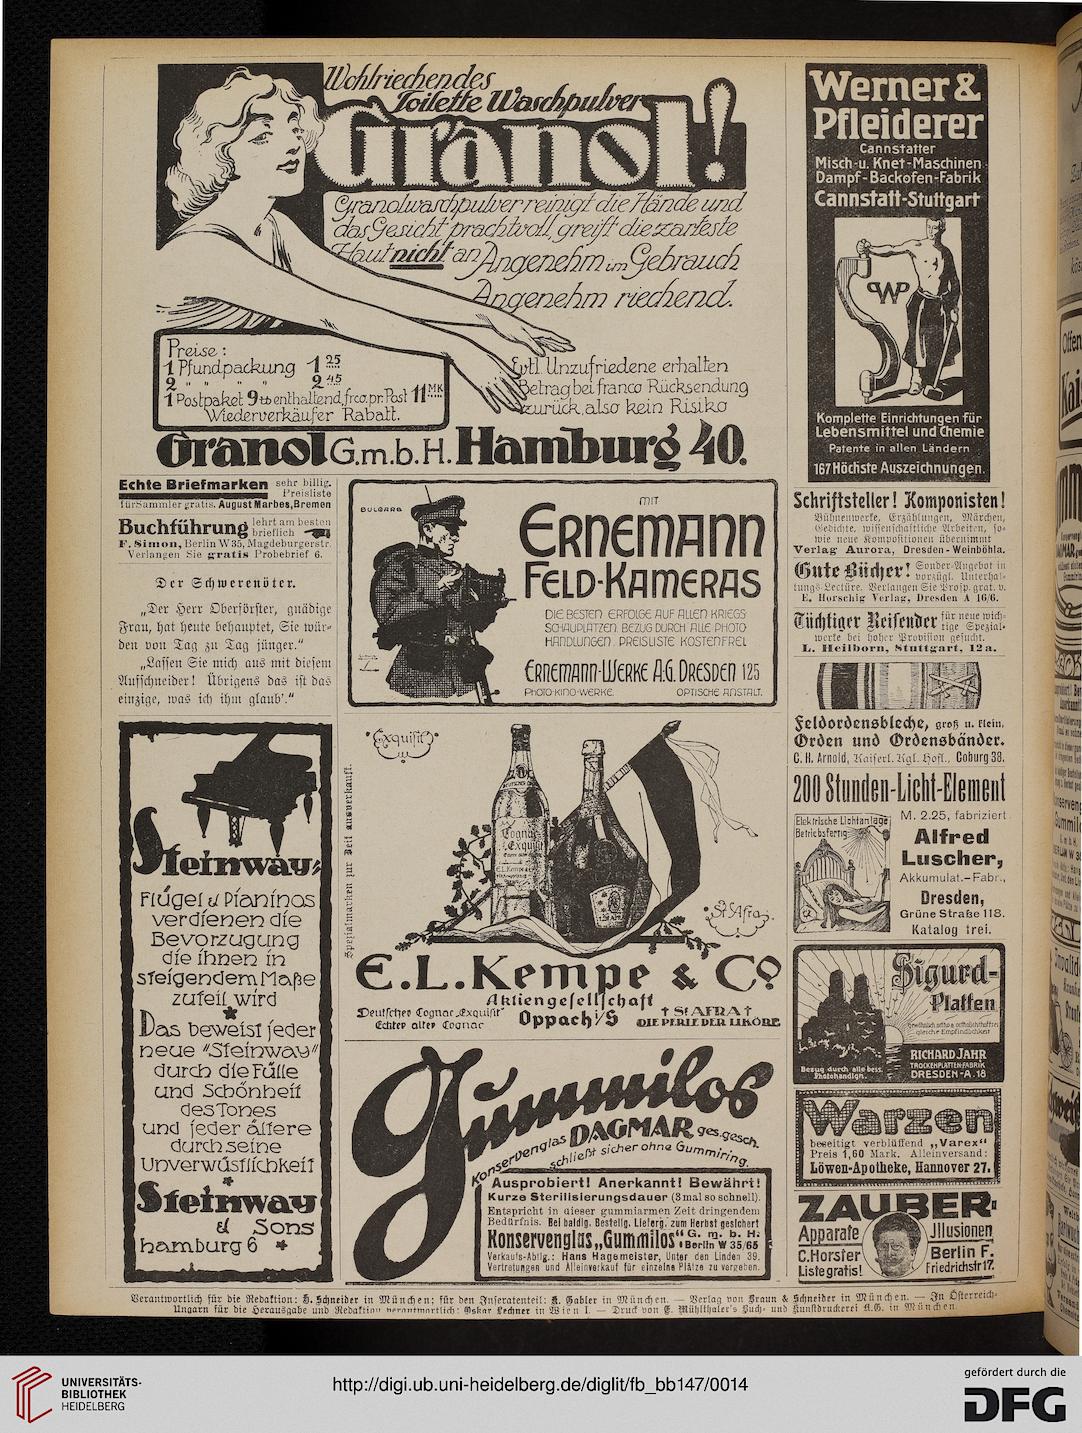 Wohlriechendes
Toilette Waschpulver
Granol!
Granolwaschpulver reinigt die Hände und
das Gesicht prachtvoll, greift die zarteste
Haut nicht an Angenehm im Gebrauch
Angenehm riechend.
Preise:
1 Pfundpackung 1 25
2 " " " " 2 45
1 Postpaket 9 ℔ enthaltend, frco. pr. Post 11 MK
Wiederverkäufer Rabatt.
Evtl. Unzufriedene erhalten
Betrag bei franco Rücksendung
zurück, also kein Risiko
Granol G.m.b.H. Hamburg 40.
Werner &
Pfleiderer
Cannstatter
Misch- u. Knet-Maschinen
Dampf-Backofen-Fabrik
Cannstatt-Stuttgart
WP
Komplette Einrichtungen für
Lebensmittel und Chemie
Patente in allen Ländern
167 Höchste Auszeichnungen.
Echte Briefmarken sehr billig.
Preisliste
für Sammler gratis. August Marbes, Bremen
Buchführung lehrt am besten
brieflich
F. Simon, Berlin W 35, Magdeburgerstr.
Verlangen Sie gratis Probebrief 6.
Der Schwerenöter.
„Der Herr Oberförster, gnädige
Frau, hat heute behauptet, Sie wür-
den von Tag zu Tag jünger."
„Lassen Sie mich aus mit diesem
Aufschneider! Übrigens das ist das
einzige, was ich ihm glaub'."
Steinway's
Flügel u Pianinos
verdienen die
Bevorzugung
die ihnen in
steigendem Maße
zuteil wird
Das beweist jeder
neue "Steinway"
durch die Fülle
und Schönheit
des Tones
und jeder ältere
durch seine
Unverwüstlichkeit
Steinway
& Sons
hamburg 6
BULGARA
MIT
ERNEMANN
FELD-KAMERAS
DIE BESTEN ERFOLGE AUF ALLEN KRIEGS
SCHAUPLÄTZEN. BEZUG DURCH ALLE PHOTO-
HANDLUNGEN. PREISLISTE KOSTENFREI.
ERNEMANN-WERKE A:G. DRESDEN 125
PHOTO-KINO-WERKE. OPTISCHE ANSTALT.
Exquisit
Spezialmarken zur Zeit ausverkauft.
Cognac
Exquisit
St Afra
E.L. Kempe & Co
Aktiengesellschaft
Deutscher Cognac „Exquisit"
Echter alter Cognac
Oppach i/S
† St AFRA †
DIE PERLE DER LIKÖRE
Gummilos
Konservenglas DAGMAR ges. gesch.
schließt sicher ohne Gummiring.
Ausprobiert! Anerkannt! Bewährt!
Kurze Sterilisierungsdauer (3 mal so schnell).
Entspricht in dieser gummiarmen Zeit dringendem
Bedürfnis. Bei baldig. Bestellg. Lieferg. zum Herbst gesichert
Konservenglas „Gummilos" G. m. b. H.
Berlin W 35/65
Verkaufs-Abtlg.: Hans Hagemeister, Unter den Linden 39.
Vertretungen und Alleinverkauf für einzelne Plätze zu vergeben.
Schriftsteller! Komponisten!
Bühnenwerke, Erzählungen, Märchen,
Gedichte, wissenschaftliche Arbeiten, so-
wie neue Kompositionen übernimmt
Verlag Aurora, Dresden-Weinböhla.
Gute Bücher! Sonder-Angebot in
vorzügl. Unterhal-
tungs-Lectüre. Verlangen Sie Prosp. grat. v.
E. Horschig Verlag, Dresden A 16/6.
Tüchtiger Reisender für neue wich-
tige Spezial-
werke bei hoher Provision gesucht.
L. Heilborn, Stuttgart, 12a.
Feldordensbleche, groß u. klein,
Orden und Ordensbänder.
C. H. Arnold, Kaiserl. Kgl. Hofl., Coburg 38.
200 Stunden-Licht-Element
Elektrische Lichtanlage
Betriebsfertig
M. 2.25, fabriziert
Alfred
Luscher,
Akkumulat.-Fabr.,
Dresden,
Grüne Straße 118.
Katalog frei.
Sigurd-
Platten
Gewöhnlich ortho & orthalichthoffrei
gleiche Empfindlichkeit
Bezug durch alle bess.
Photohandlgn.
RICHARD JAHR
TROCKENPLATTEN-FABRIK
DRESDEN-A. 18
Warzen
beseitigt verblüffend „Varex"
Preis 1,60 Mark. Alleinversand:
Löwen-Apotheke, Hannover 27.
ZAUBER-
Apparate Jllusionen
C. Horster Berlin F.
Liste gratis! Friedrichstr 17.
Verantwortlich für die Redaktion: H. Schneider in München; für den Inseratenteil: K. Gabler in München. — Verlag von Braun & Schneider in München. — In Österreich-
Ungarn für die Herausgabe und Redaktion verantwortlich: Oskar Lechner in Wien I. — Druck von E. Mühlthaler's Buch- und Kunstdruckerei A.G. in München.
UNIVERSITÄTS-
BIBLIOTHEK
HEIDELBERG
http://digi.ub.uni-heidelberg.de/diglit/fb_bb147/0014
gefördert durch die
DFG